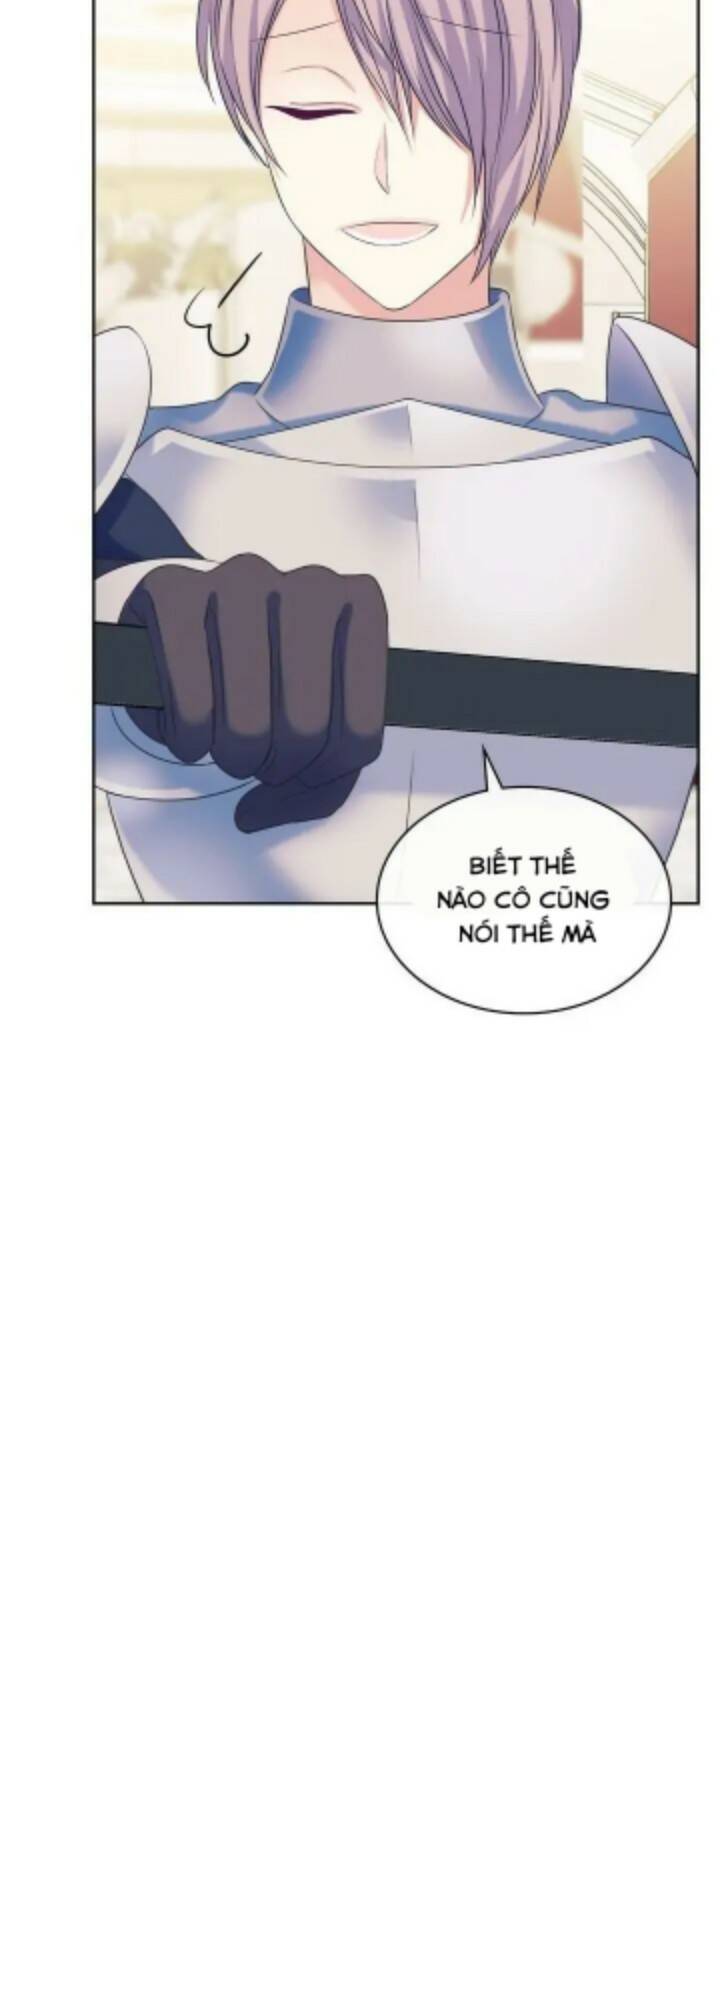 BIẾT THẾ
NÀO CÔ CŨNG
NÓI THẾ MÀ